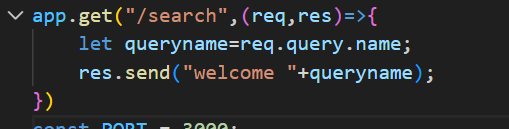 app.get("/search",(req,res)=>{
let queryname=req.query.name;
res.send("welcome "+queryname);
})
const PORT = 3000;